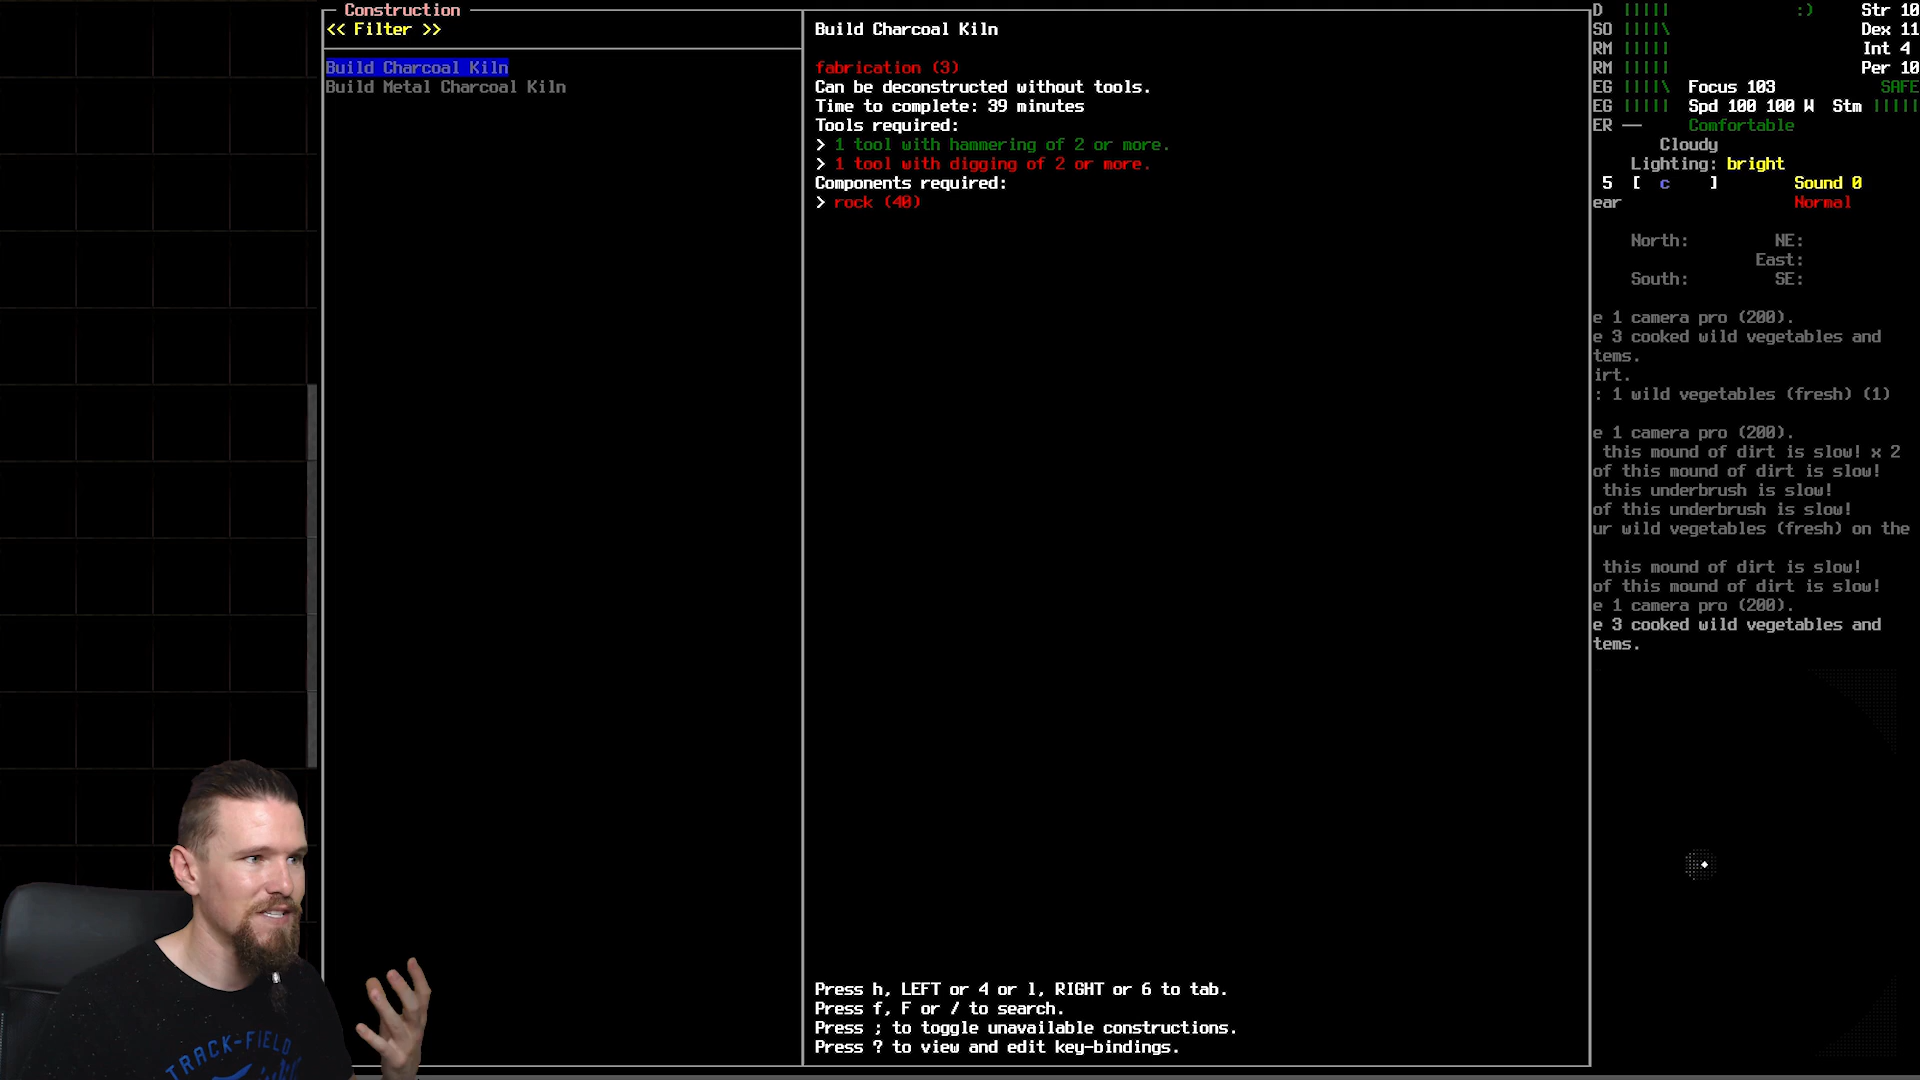 Construction
<< Filter >>
Build Charcoal Kiln
Build Metal Charcoal Kiln
Build Charcoal Kiln
fabrication (3)
Can be deconstructed without tools.
Time to complete: 39 minutes
Tools required:
> 1 tool with hammering of 2 or more.
> 1 tool with digging of 2 or more.
Components required:
> rock (40)
Press h, LEFT or 4 or l, RIGHT or 6 to tab.
Press f, F or / to search.
Press ; to toggle unavailable constructions.
Press ? to view and edit key-bindings.
D |||||  :)  Str 10
SO ||||\  Dex 11
RM |||||  Int 4
RM |||||  Per 10
EG ||||\  Focus 103  SAFE
EG |||||  Spd 100 100 W  Stm |||||
ER —  Comfortable
Cloudy
Lighting: bright
5 [ c ]  Sound 0
ear  Normal
North:  NE:
East:
South:  SE:
e 1 camera pro (200).
e 3 cooked wild vegetables and
tems.
irt.
: 1 wild vegetables (fresh) (1)
e 1 camera pro (200).
this mound of dirt is slow! x 2
of this mound of dirt is slow!
this underbrush is slow!
of this underbrush is slow!
ur wild vegetables (fresh) on the
this mound of dirt is slow!
of this mound of dirt is slow!
e 1 camera pro (200).
e 3 cooked wild vegetables and
tems.
TRACK-FIELD